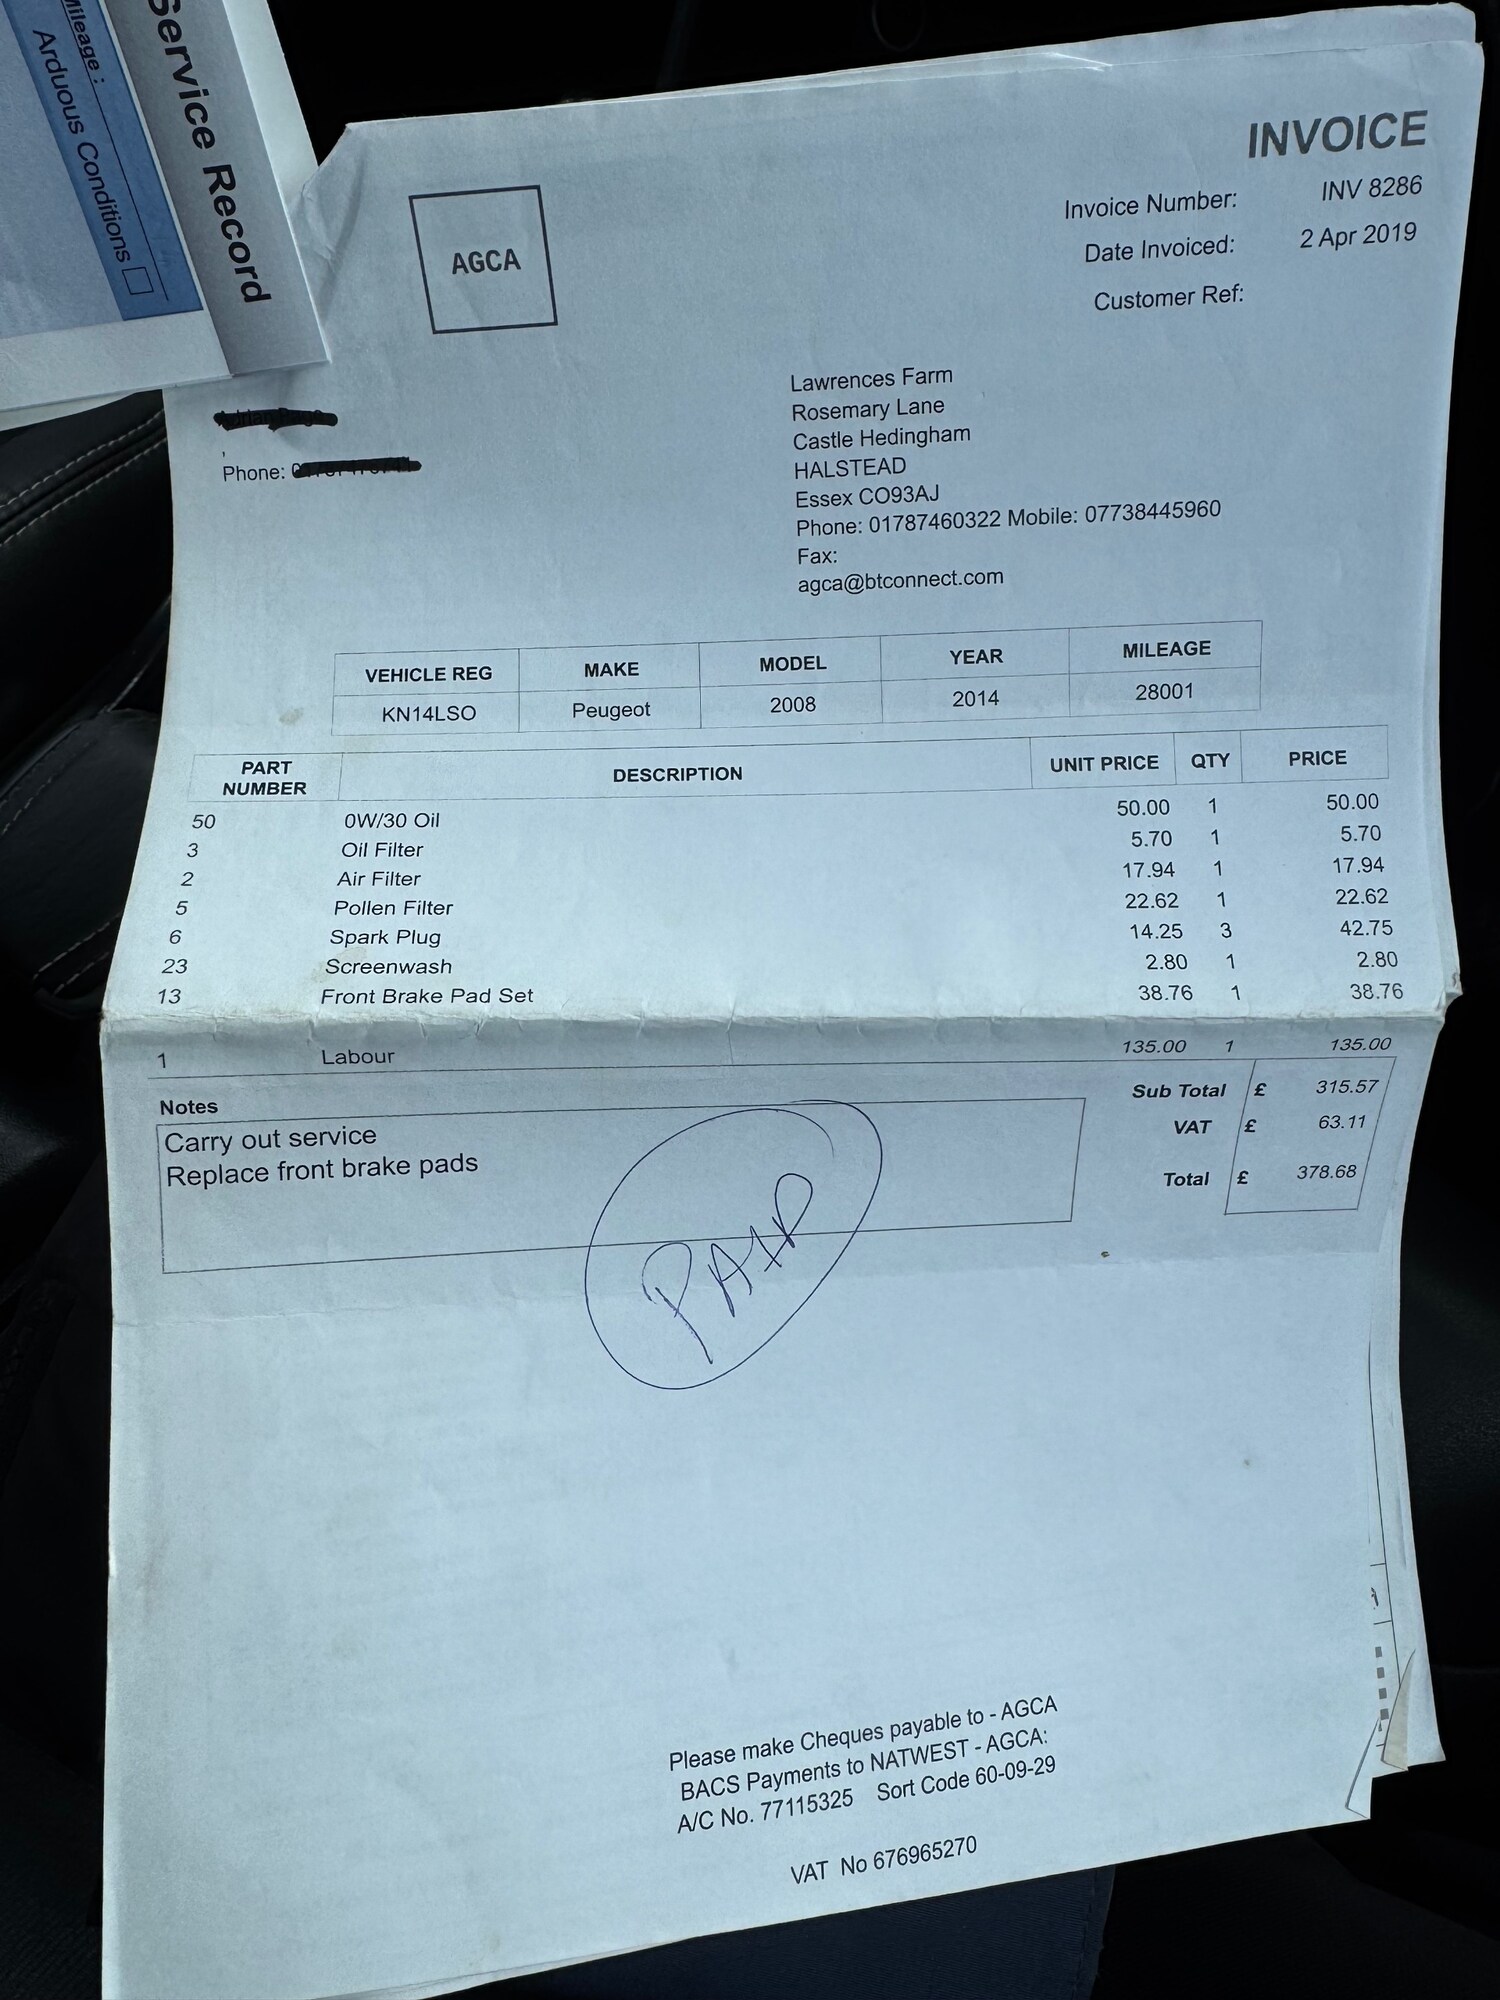 Service Record
Mileage :
Arduous Conditions
INVOICE
Invoice Number: INV 8286
Date Invoiced: 2 Apr 2019
Customer Ref:
AGCA
Lawrences Farm
Rosemary Lane
Castle Hedingham
HALSTEAD
Essex CO93AJ
Phone: 01787460322 Mobile: 07738445960
Fax:
agca@btconnect.com
,
Phone:
VEHICLE REG MAKE MODEL YEAR MILEAGE
KN14LSO Peugeot 2008 2014 28001
PART NUMBER DESCRIPTION UNIT PRICE QTY PRICE
50 0W/30 Oil 50.00 1 50.00
3 Oil Filter 5.70 1 5.70
2 Air Filter 17.94 1 17.94
5 Pollen Filter 22.62 1 22.62
6 Spark Plug 14.25 3 42.75
23 Screenwash 2.80 1 2.80
13 Front Brake Pad Set 38.76 1 38.76
1 Labour 135.00 1 135.00
Sub Total £ 315.57
VAT £ 63.11
Total £ 378.68
Notes
Carry out service
Replace front brake pads
PAID
Please make Cheques payable to - AGCA
BACS Payments to NATWEST - AGCA:
A/C No. 77115325 Sort Code 60-09-29
VAT No 676965270